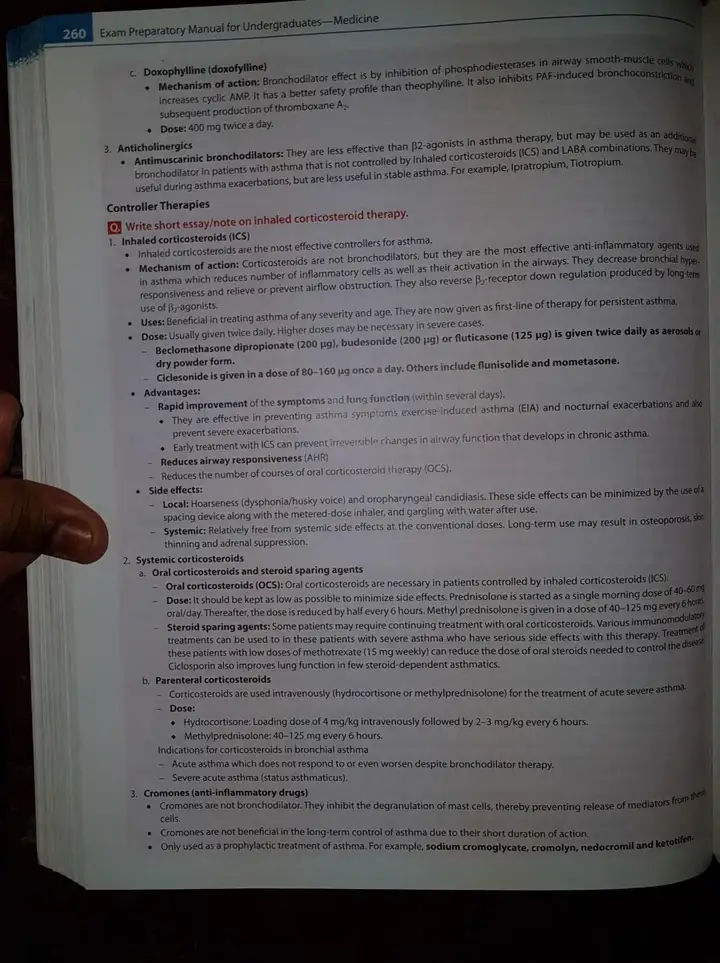 260 Exam Preparatory Manual for Undergraduates—Medicine
c. Doxophylline (doxofylline)
• Mechanism of action: Bronchodilator effect is by inhibition of phosphodiesterases in airway smooth-muscle cells which
increases cyclic AMP. It has a better safety profile than theophylline. It also inhibits PAF-induced bronchoconstriction and
subsequent production of thromboxane A₂.
• Dose: 400 mg twice a day.
3. Anticholinergics
• Antimuscarinic bronchodilators: They are less effective than β2-agonists in asthma therapy, but may be used as an additional
bronchodilator in patients with asthma that is not controlled by Inhaled corticosteroids (ICS) and LABA combinations. They may be
useful during asthma exacerbations, but are less useful in stable asthma. For example, Ipratropium, Tiotropium.
Controller Therapies
Q. Write short essay/note on inhaled corticosteroid therapy.
1. Inhaled corticosteroids (ICS)
• Inhaled corticosteroids are the most effective controllers for asthma.
• Mechanism of action: Corticosteroids are not bronchodilators, but they are the most effective anti-inflammatory agents used
in asthma which reduces number of inflammatory cells as well as their activation in the airways. They decrease bronchial hyper-
responsiveness and relieve or prevent airflow obstruction. They also reverse β₂-receptor down regulation produced by long-term
use of β₂-agonists.
• Uses: Beneficial in treating asthma of any severity and age. They are now given as first-line of therapy for persistent asthma.
• Dose: Usually given twice daily. Higher doses may be necessary in severe cases.
– Beclomethasone dipropionate (200 µg), budesonide (200 µg) or fluticasone (125 µg) is given twice daily as aerosols or
dry powder form.
– Ciclesonide is given in a dose of 80–160 µg once a day. Others include flunisolide and mometasone.
• Advantages:
– Rapid improvement of the symptoms and lung function (within several days).
• They are effective in preventing asthma symptoms exercise-induced asthma (EIA) and nocturnal exacerbations and also
prevent severe exacerbations.
• Early treatment with ICS can prevent irreversible changes in airway function that develops in chronic asthma.
– Reduces airway responsiveness (AHR)
– Reduces the number of courses of oral corticosteroid therapy (OCS).
• Side effects:
– Local: Hoarseness (dysphonia/husky voice) and oropharyngeal candidiasis. These side effects can be minimized by the use of a
spacing device along with the metered-dose inhaler, and gargling with water after use.
– Systemic: Relatively free from systemic side effects at the conventional doses. Long-term use may result in osteoporosis, skin
thinning and adrenal suppression.
2. Systemic corticosteroids
a. Oral corticosteroids and steroid sparing agents
– Oral corticosteroids (OCS): Oral corticosteroids are necessary in patients controlled by inhaled corticosteroids (ICS).
– Dose: It should be kept as low as possible to minimize side effects. Prednisolone is started as a single morning dose of 40–60 mg
oral/day. Thereafter, the dose is reduced by half every 6 hours. Methyl prednisolone is given in a dose of 40–125 mg every 6 hours.
– Steroid sparing agents: Some patients may require continuing treatment with oral corticosteroids. Various immunomodulatory
treatments can be used to in these patients with severe asthma who have serious side effects with this therapy. Treatment of
these patients with low doses of methotrexate (15 mg weekly) can reduce the dose of oral steroids needed to control the disease.
Ciclosporin also improves lung function in few steroid-dependent asthmatics.
b. Parenteral corticosteroids
– Corticosteroids are used intravenously (hydrocortisone or methylprednisolone) for the treatment of acute severe asthma.
– Dose:
• Hydrocortisone: Loading dose of 4 mg/kg intravenously followed by 2–3 mg/kg every 6 hours.
• Methylprednisolone: 40–125 mg every 6 hours.
Indications for corticosteroids in bronchial asthma
– Acute asthma which does not respond to or even worsen despite bronchodilator therapy.
– Severe acute asthma (status asthmaticus).
3. Cromones (anti-inflammatory drugs)
• Cromones are not bronchodilator. They inhibit the degranulation of mast cells, thereby preventing release of mediators from these
cells.
• Cromones are not beneficial in the long-term control of asthma due to their short duration of action.
• Only used as a prophylactic treatment of asthma. For example, sodium cromoglycate, cromolyn, nedocromil and ketotifen.